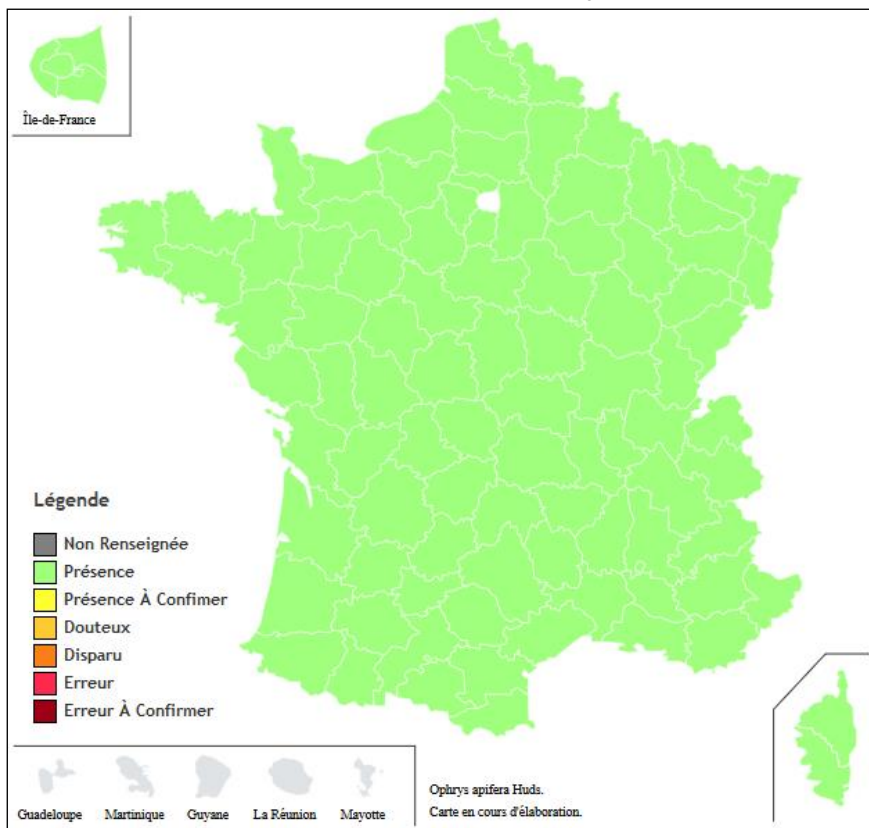 Île-de-France
Légende
Non Renseignée
Présence
Présence À Confimer
Douteux
Disparu
Erreur
Erreur À Confirmer
Guadeloupe Martinique Guyane La Réunion Mayotte
Ophrys apifera Huds.
Carte en cours d'élaboration.